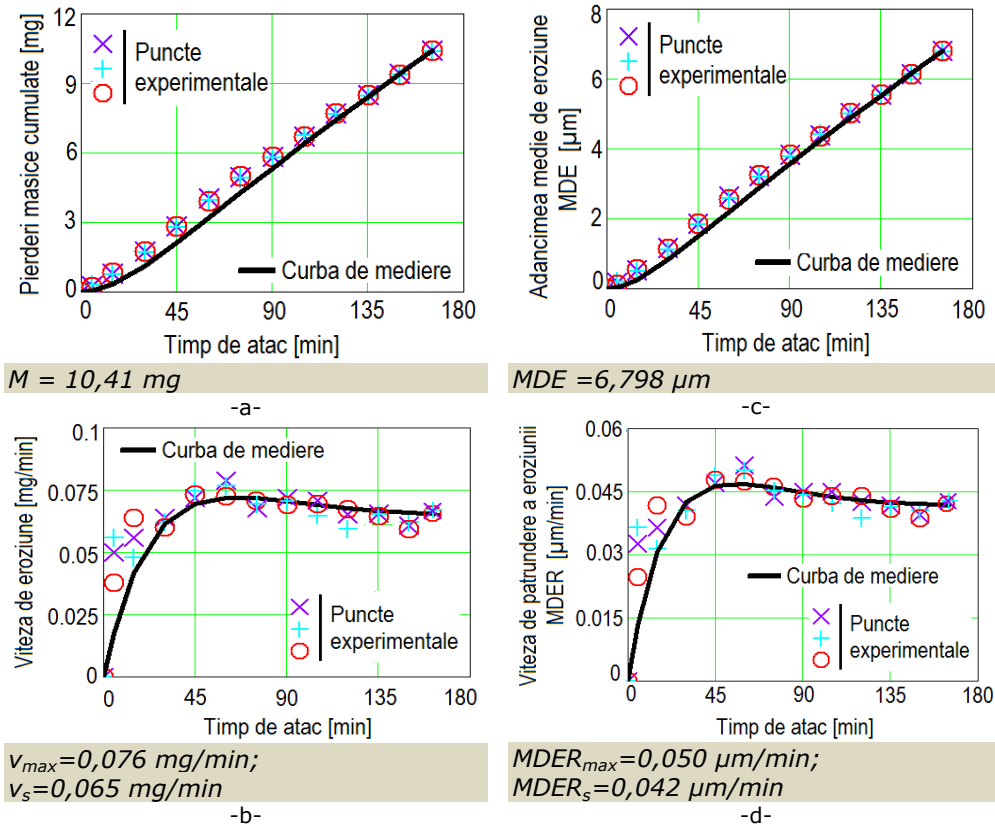 Pierderi masice cumulate [mg]
12
9
6
3
0
Puncte
experimentale
Curba de mediere
45
90
135
180
Timp de atac [min]
M = 10,41 mg
-a-
Adancimea medie de eroziune
MDE [µm]
8
6
4
2
0
Puncte
experimentale
Curba de mediere
45
90
135
180
Timp de atac [min]
MDE =6,798 µm
-c-
Viteza de eroziune [mg/min]
0.1
0.075
0.05
0.025
0
Curba de mediere
Puncte
experimentale
0
45
90
135
180
Timp de atac [min]
vmax=0,076 mg/min;
vs=0,065 mg/min
-b-
Viteza de patrundere a eroziunii
MDER [µm/min]
0.06
0.045
0.03
0.015
0
Curba de mediere
Puncte
experimentale
0
45
90
135
180
Timp de atac [min]
MDERmax=0,050 µm/min;
MDERs=0,042 µm/min
-d-